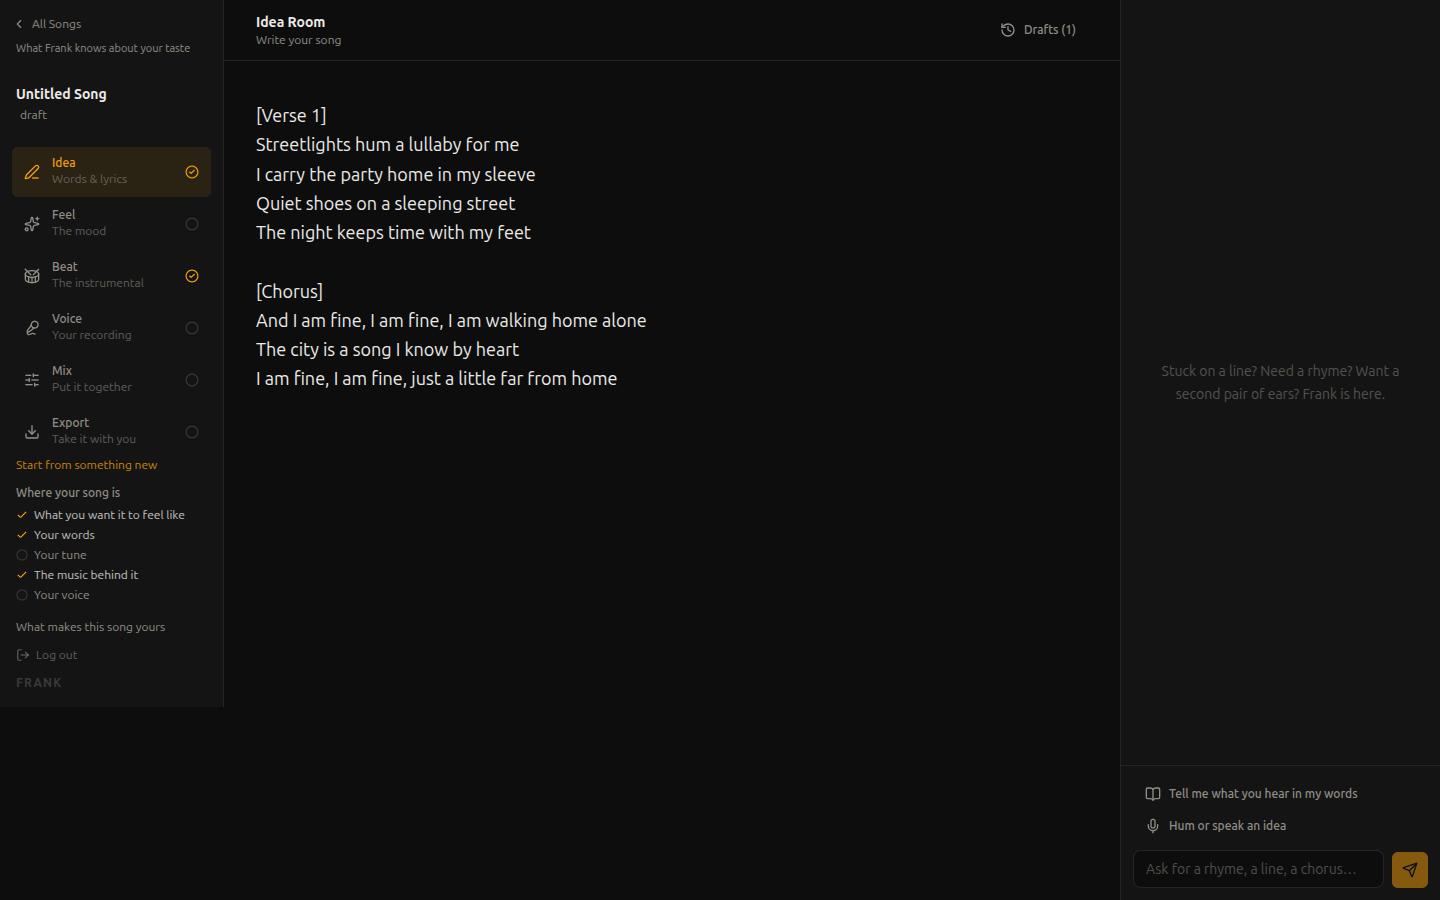 All Songs
What Frank knows about your taste
Untitled Song
draft
Idea
Words & lyrics
Feel
The mood
Beat
The instrumental
Voice
Your recording
Mix
Put it together
Export
Take it with you
Start from something new
Where your song is
What you want it to feel like
Your words
Your tune
The music behind it
Your voice
What makes this song yours
Log out
FRANK
Idea Room
Write your song
Drafts (1)
[Verse 1]
Streetlights hum a lullaby for me
I carry the party home in my sleeve
Quiet shoes on a sleeping street
The night keeps time with my feet
[Chorus]
And I am fine, I am fine, I am walking home alone
The city is a song I know by heart
I am fine, I am fine, just a little far from home
Stuck on a line? Need a rhyme? Want a
second pair of ears? Frank is here.
Tell me what you hear in my words
Hum or speak an idea
Ask for a rhyme, a line, a chorus...